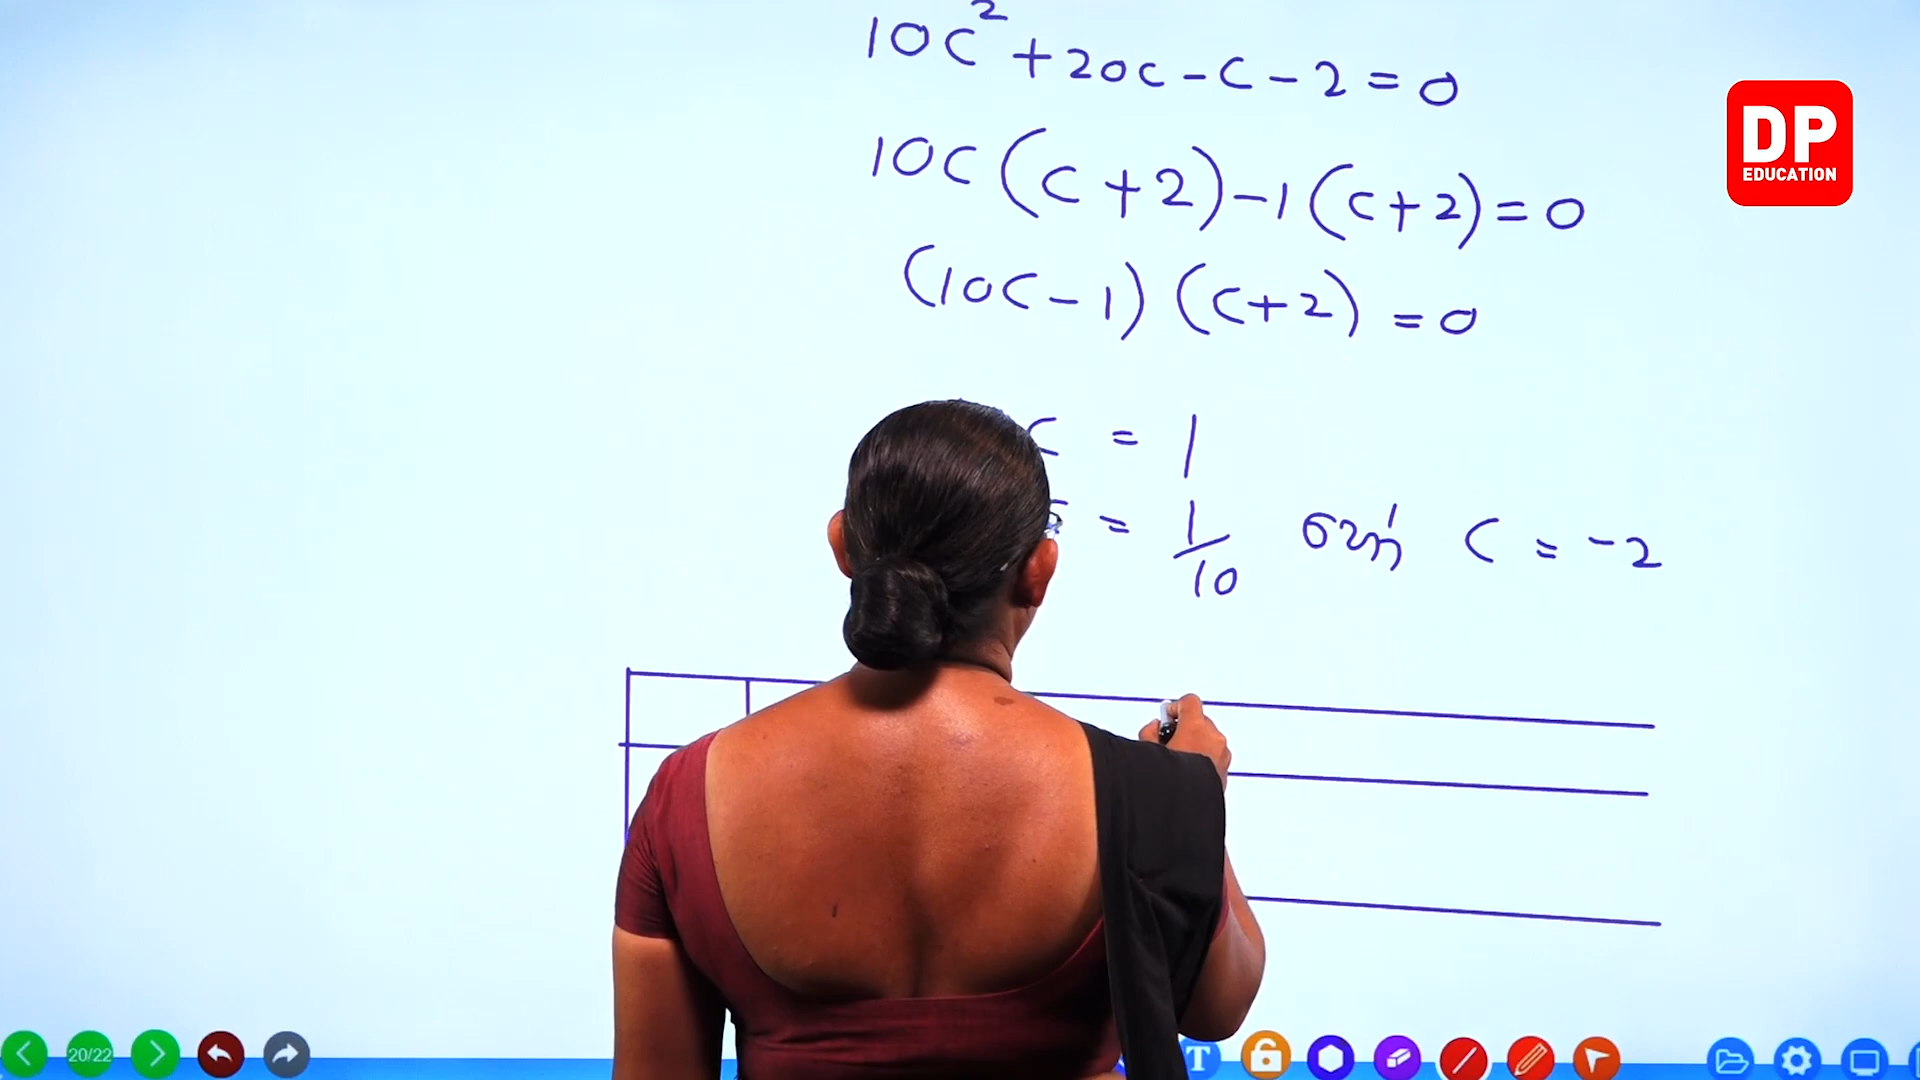 10c² + 20c - c - 2 = 0
DP
EDUCATION
10c (c + 2) - 1 (c + 2) = 0
(10c - 1) (c + 2) = 0
c = 1
= 1/10 හෝ c = -2
20/22
T